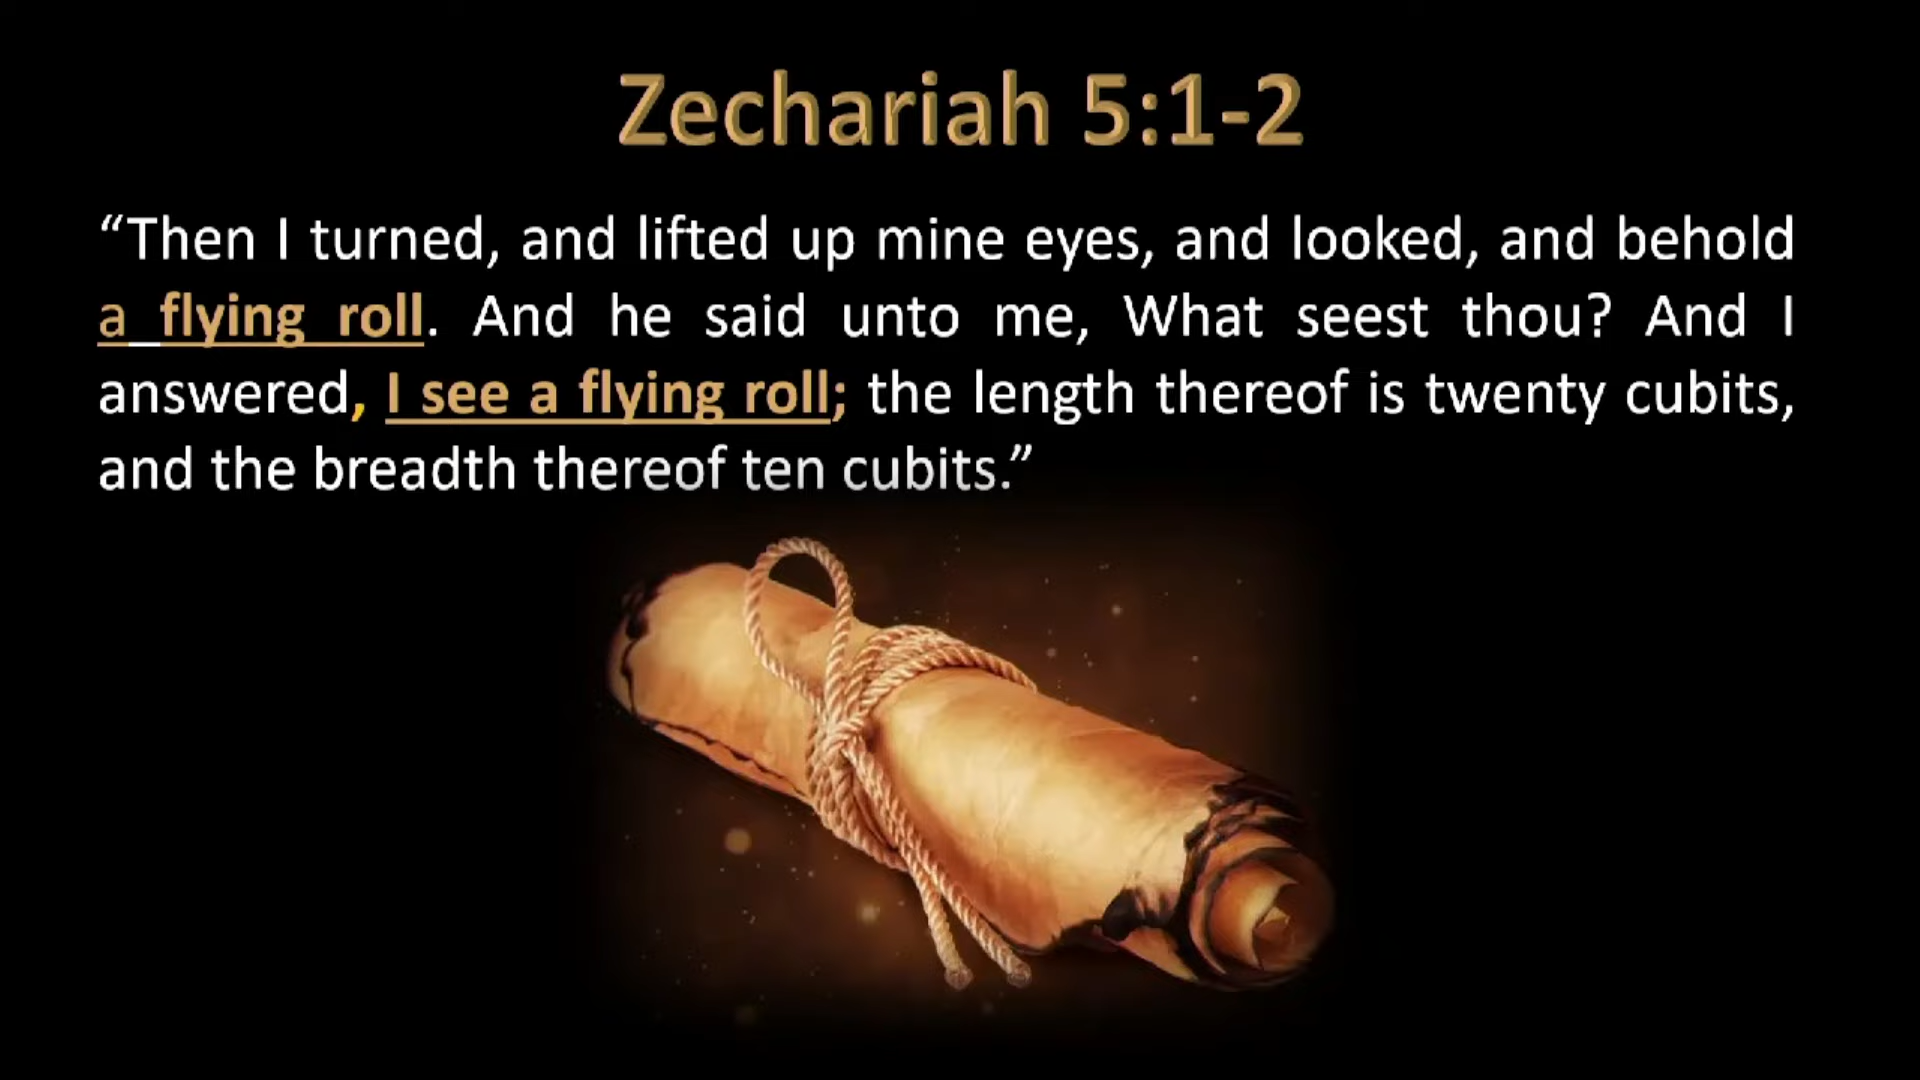 Zechariah 5:1-2
“Then I turned, and lifted up mine eyes, and looked, and behold
a flying roll. And he said unto me, What seest thou? And I
answered, I see a flying roll; the length thereof is twenty cubits,
and the breadth thereof ten cubits.”